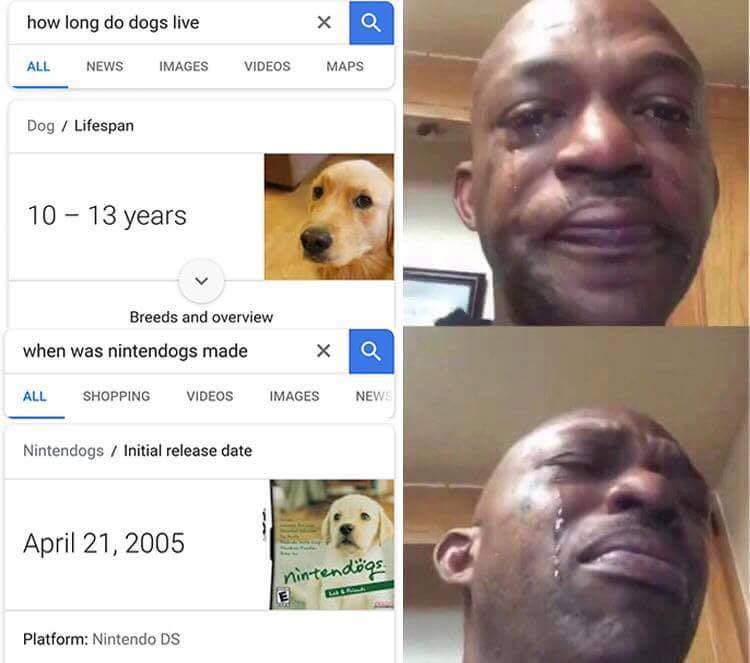 how long do dogs live
ALL NEWS IMAGES VIDEOS MAPS
Dog / Lifespan
10 – 13 years
Breeds and overview
when was nintendogs made
ALL SHOPPING VIDEOS IMAGES NEWS
Nintendogs / Initial release date
April 21, 2005
nintendogs
Lab & Friends
E
Platform: Nintendo DS